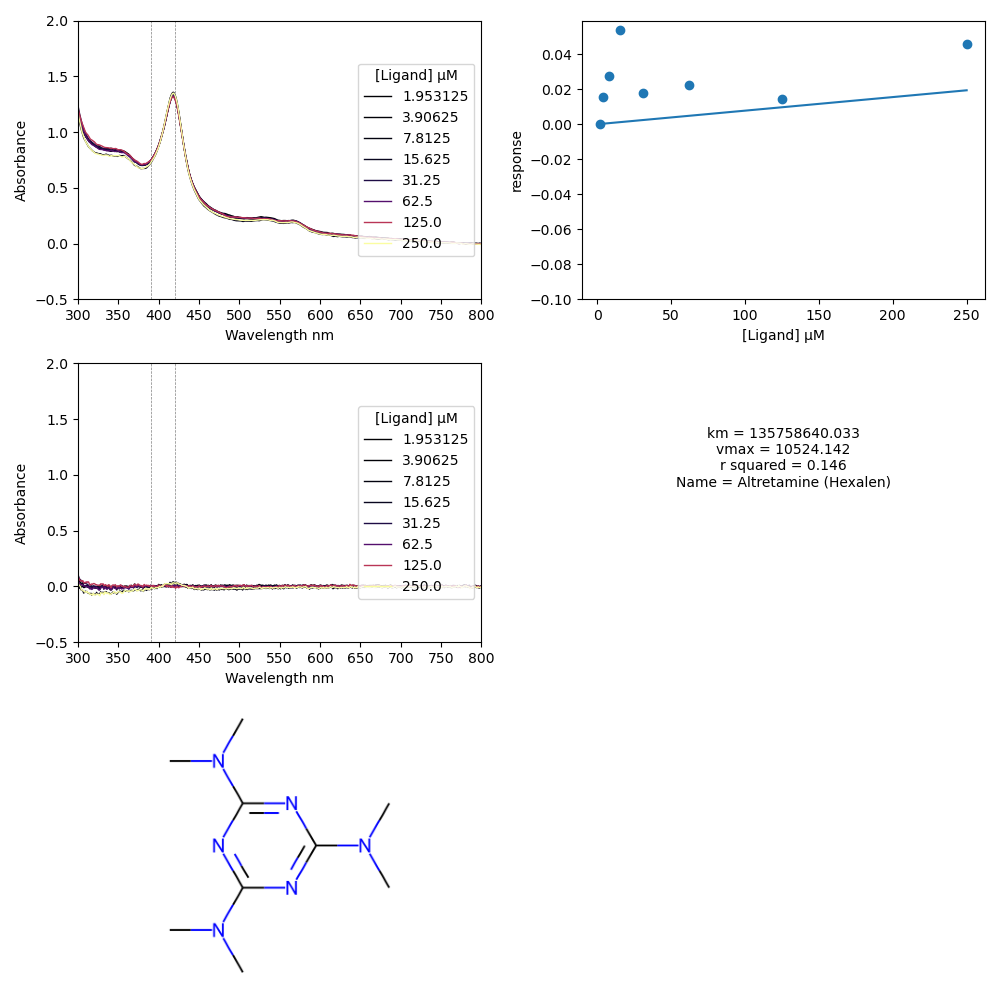 2.0
1.5
1.0
0.5
0.0
−0.5
Absorbance
300 350 400 450 500 550 600 650 700 750 800
Wavelength nm
[Ligand] µM
1.953125
3.90625
7.8125
15.625
31.25
62.5
125.0
250.0
0.04
0.02
0.00
−0.02
−0.04
−0.06
−0.08
−0.10
response
0 50 100 150 200 250
[Ligand] µM
2.0
1.5
1.0
0.5
0.0
−0.5
Absorbance
300 350 400 450 500 550 600 650 700 750 800
Wavelength nm
[Ligand] µM
1.953125
3.90625
7.8125
15.625
31.25
62.5
125.0
250.0
km = 135758640.033
vmax = 10524.142
r squared = 0.146
Name = Altretamine (Hexalen)
N
N
N
N
N
N